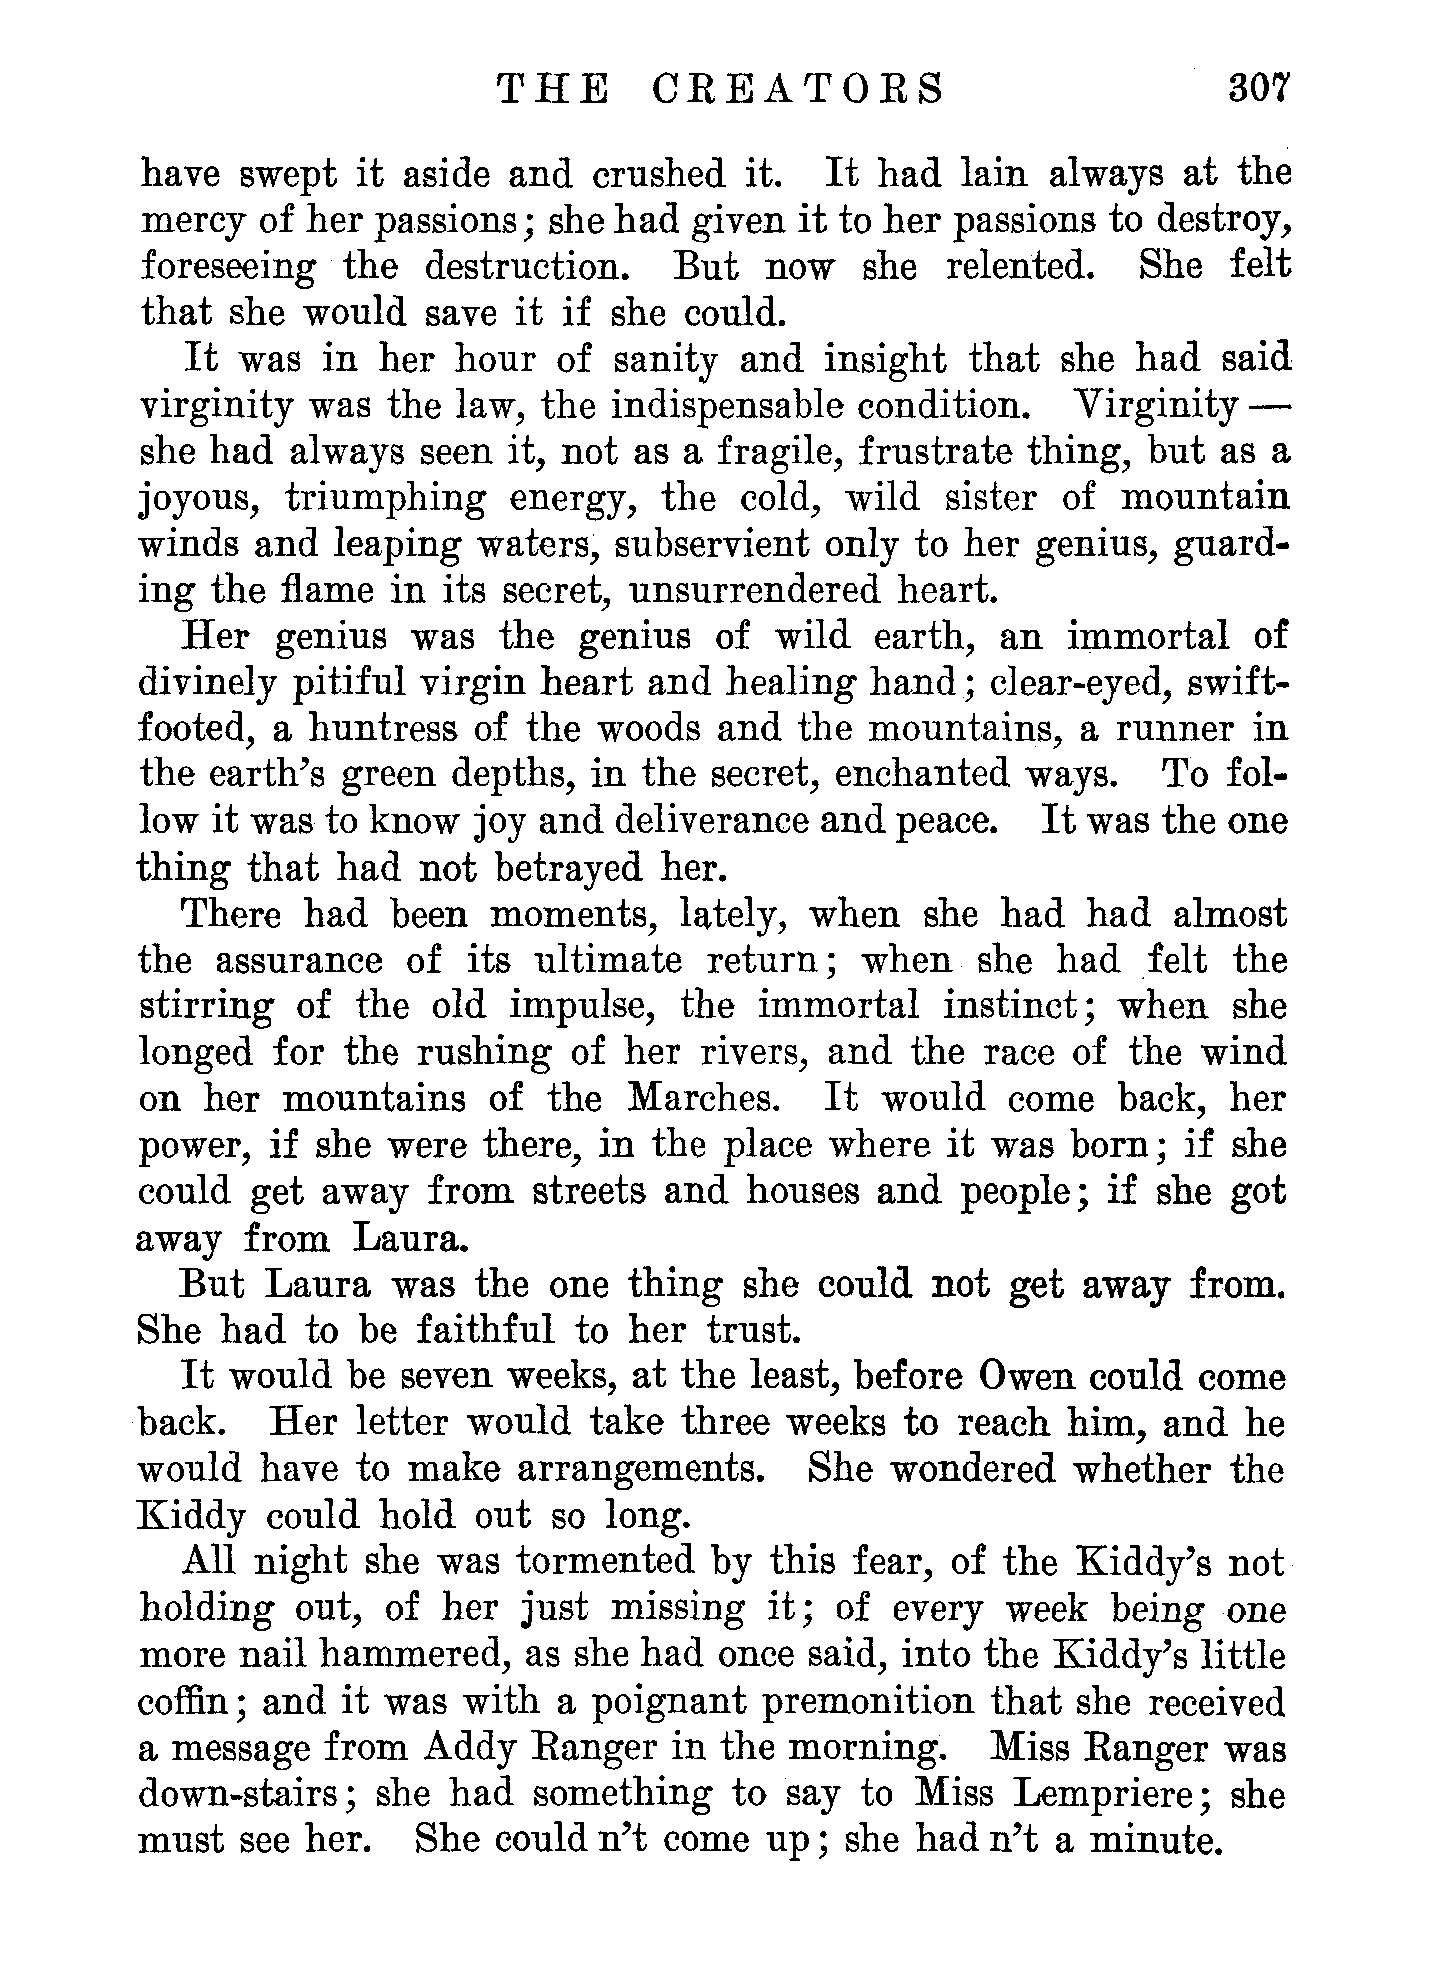 THE CREATORS 307
have swept it aside and crushed it. It had lain always at the
mercy of her passions; she had given it to her passions to destroy,
foreseeing the destruction. But now she relented. She felt
that she would save it if she could.
It was in her hour of sanity and insight that she had said
virginity was the law, the indispensable condition. Virginity —
she had always seen it, not as a fragile, frustrate thing, but as a
joyous, triumphing energy, the cold, wild sister of mountain
winds and leaping waters, subservient only to her genius, guard-
ing the flame in its secret, unsurrendered heart.
Her genius was the genius of wild earth, an immortal of
divinely pitiful virgin heart and healing hand; clear-eyed, swift-
footed, a huntress of the woods and the mountains, a runner in
the earth's green depths, in the secret, enchanted ways. To fol-
low it was to know joy and deliverance and peace. It was the one
thing that had not betrayed her.
There had been moments, lately, when she had had almost
the assurance of its ultimate return; when she had felt the
stirring of the old impulse, the immortal instinct; when she
longed for the rushing of her rivers, and the race of the wind
on her mountains of the Marches. It would come back, her
power, if she were there, in the place where it was born; if she
could get away from streets and houses and people; if she got
away from Laura.
But Laura was the one thing she could not get away from.
She had to be faithful to her trust.
It would be seven weeks, at the least, before Owen could come
back. Her letter would take three weeks to reach him, and he
would have to make arrangements. She wondered whether the
Kiddy could hold out so long.
All night she was tormented by this fear, of the Kiddy's not
holding out, of her just missing it; of every week being one
more nail hammered, as she had once said, into the Kiddy's little
coffin; and it was with a poignant premonition that she received
a message from Addy Ranger in the morning. Miss Ranger was
down-stairs; she had something to say to Miss Lempriere; she
must see her. She could n't come up; she had n't a minute.